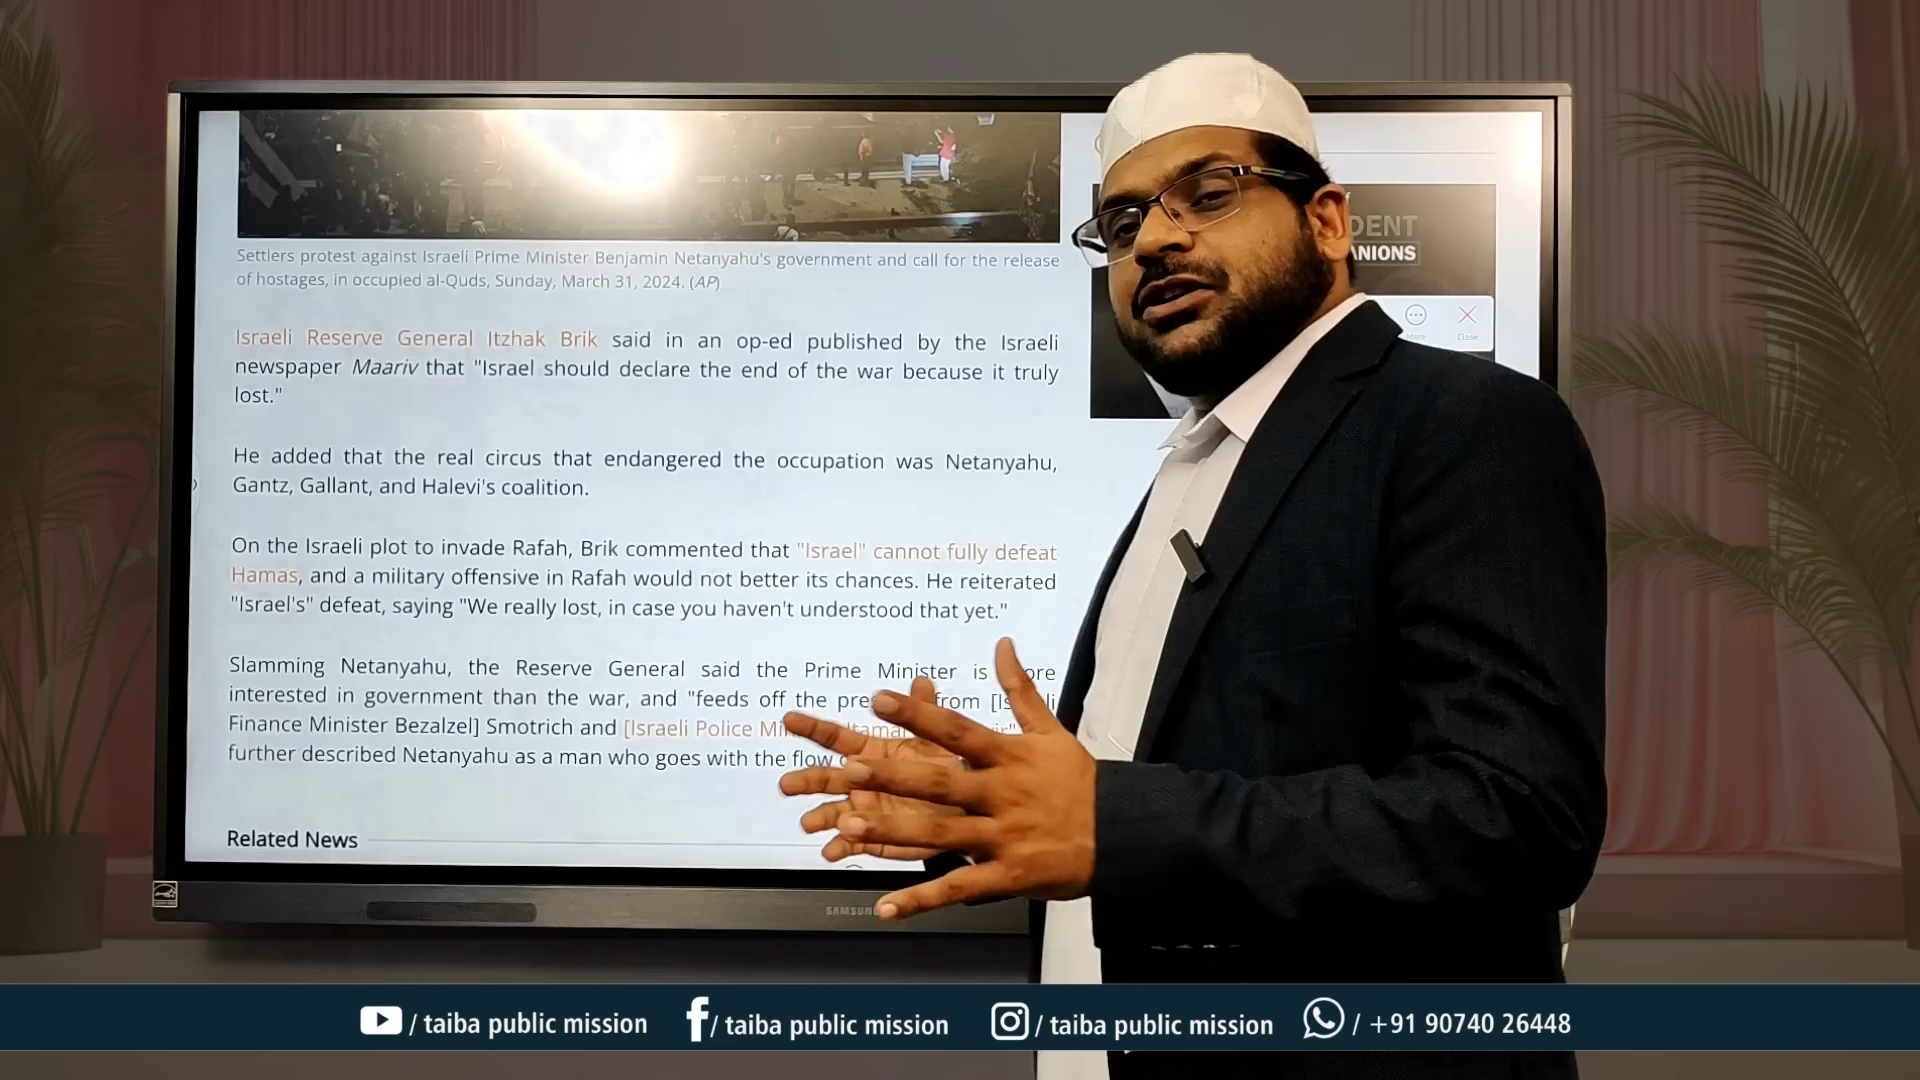 Settlers protest against Israeli Prime Minister Benjamin Netanyahu's government and call for the release
of hostages, in occupied al-Quds, Sunday, March 31, 2024. (AP)
Israeli Reserve General Itzhak Brik said in an op-ed published by the Israeli
newspaper Maariv that "Israel should declare the end of the war because it truly
lost."
He added that the real circus that endangered the occupation was Netanyahu,
Gantz, Gallant, and Halevi's coalition.
On the Israeli plot to invade Rafah, Brik commented that "Israel" cannot fully defeat
Hamas, and a military offensive in Rafah would not better its chances. He reiterated
"Israel's" defeat, saying "We really lost, in case you haven't understood that yet."
Slamming Netanyahu, the Reserve General said the Prime Minister is
interested in government than the war, and "feeds off the from
Finance Minister Bezalzel] Smotrich and [Israeli Police
further described Netanyahu as a man who goes with the flow
Related News
DENT
ANIONS
More
Close
SAMSUNG
/ taiba public mission
/ taiba public mission
/ taiba public mission
/ +91 90740 26448